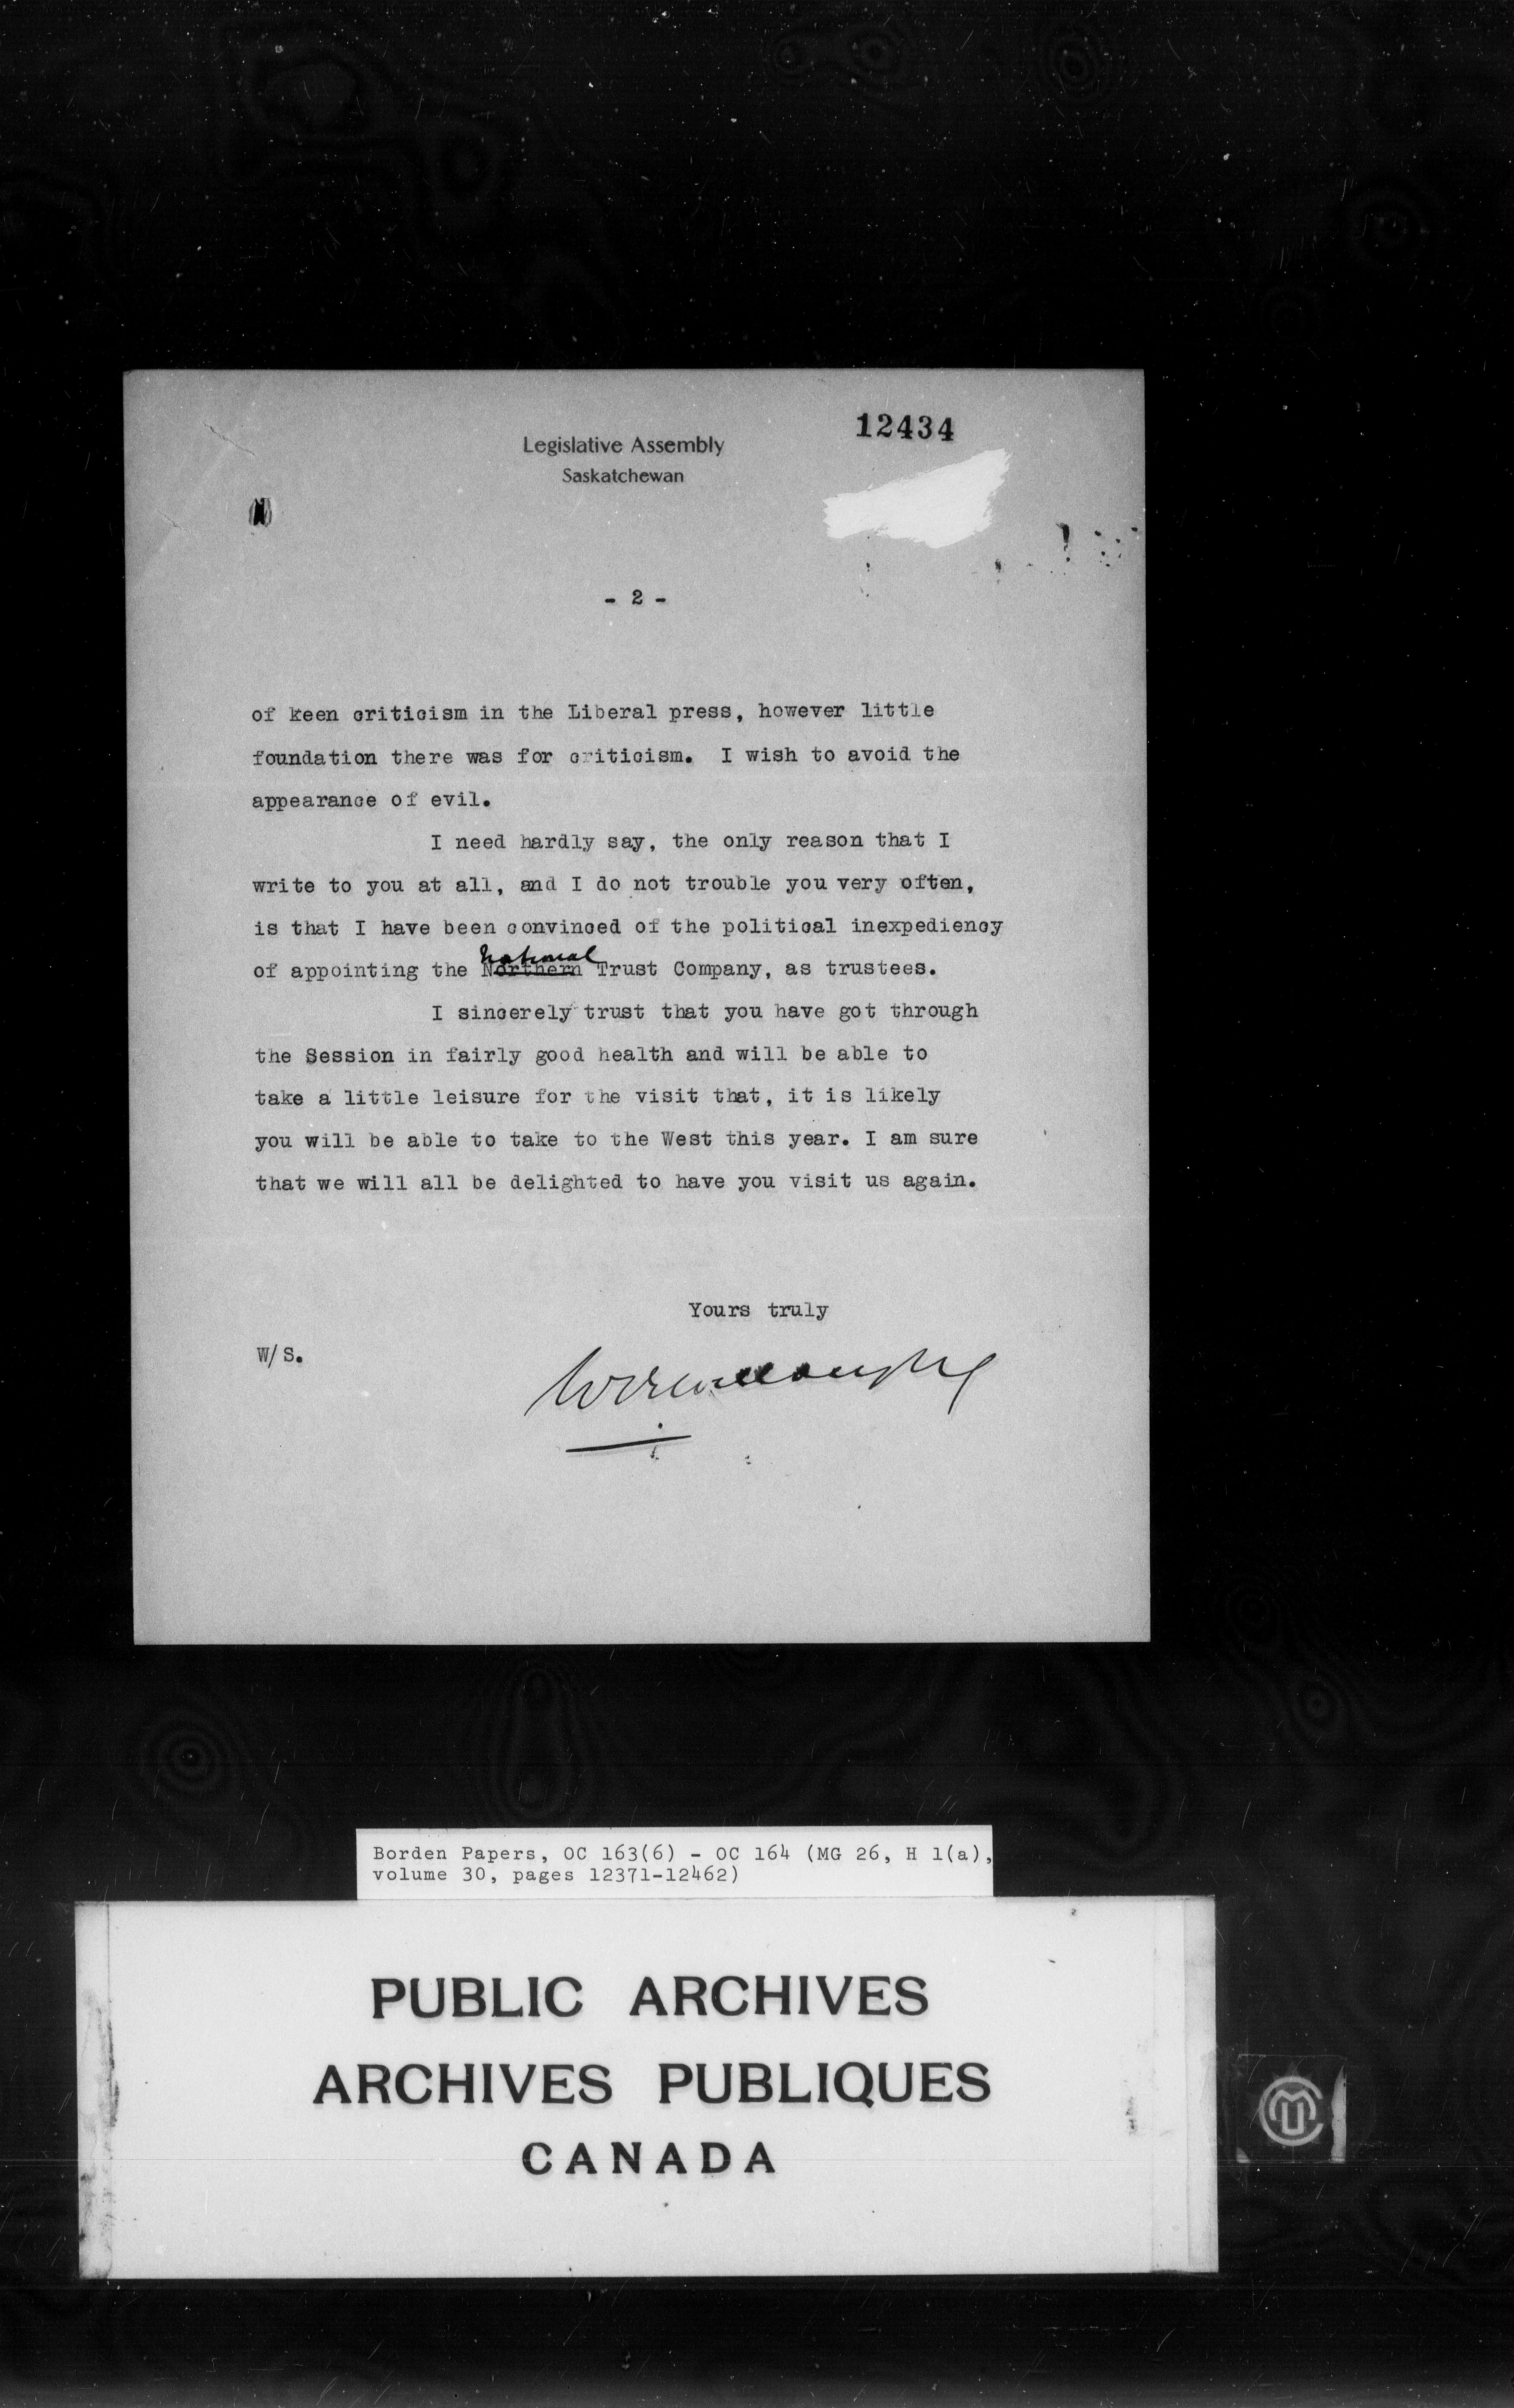 12434
Legislative Assembly
Saskatchewan
- 2 -
of keen criticism in the Liberal press, however little
foundation there was for criticism. I wish to avoid the
appearance of evil.
I need hardly say, the only reason that I
write to you at all, and I do not trouble you very often,
is that I have been convinced of the political inexpediency
National
of appointing the Northern Trust Company, as trustees.
I sincerely trust that you have got through
the Session in fairly good health and will be able to
take a little leisure for the visit that, it is likely
you will be able to take to the West this year. I am sure
that we will all be delighted to have you visit us again.
Yours truly
W/S.
WBWilloughby
Borden Papers, OC 163(6) - OC 164 (MG 26, H 1(a),
volume 30, pages 12371-12462)
PUBLIC ARCHIVES
ARCHIVES PUBLIQUES
CANADA